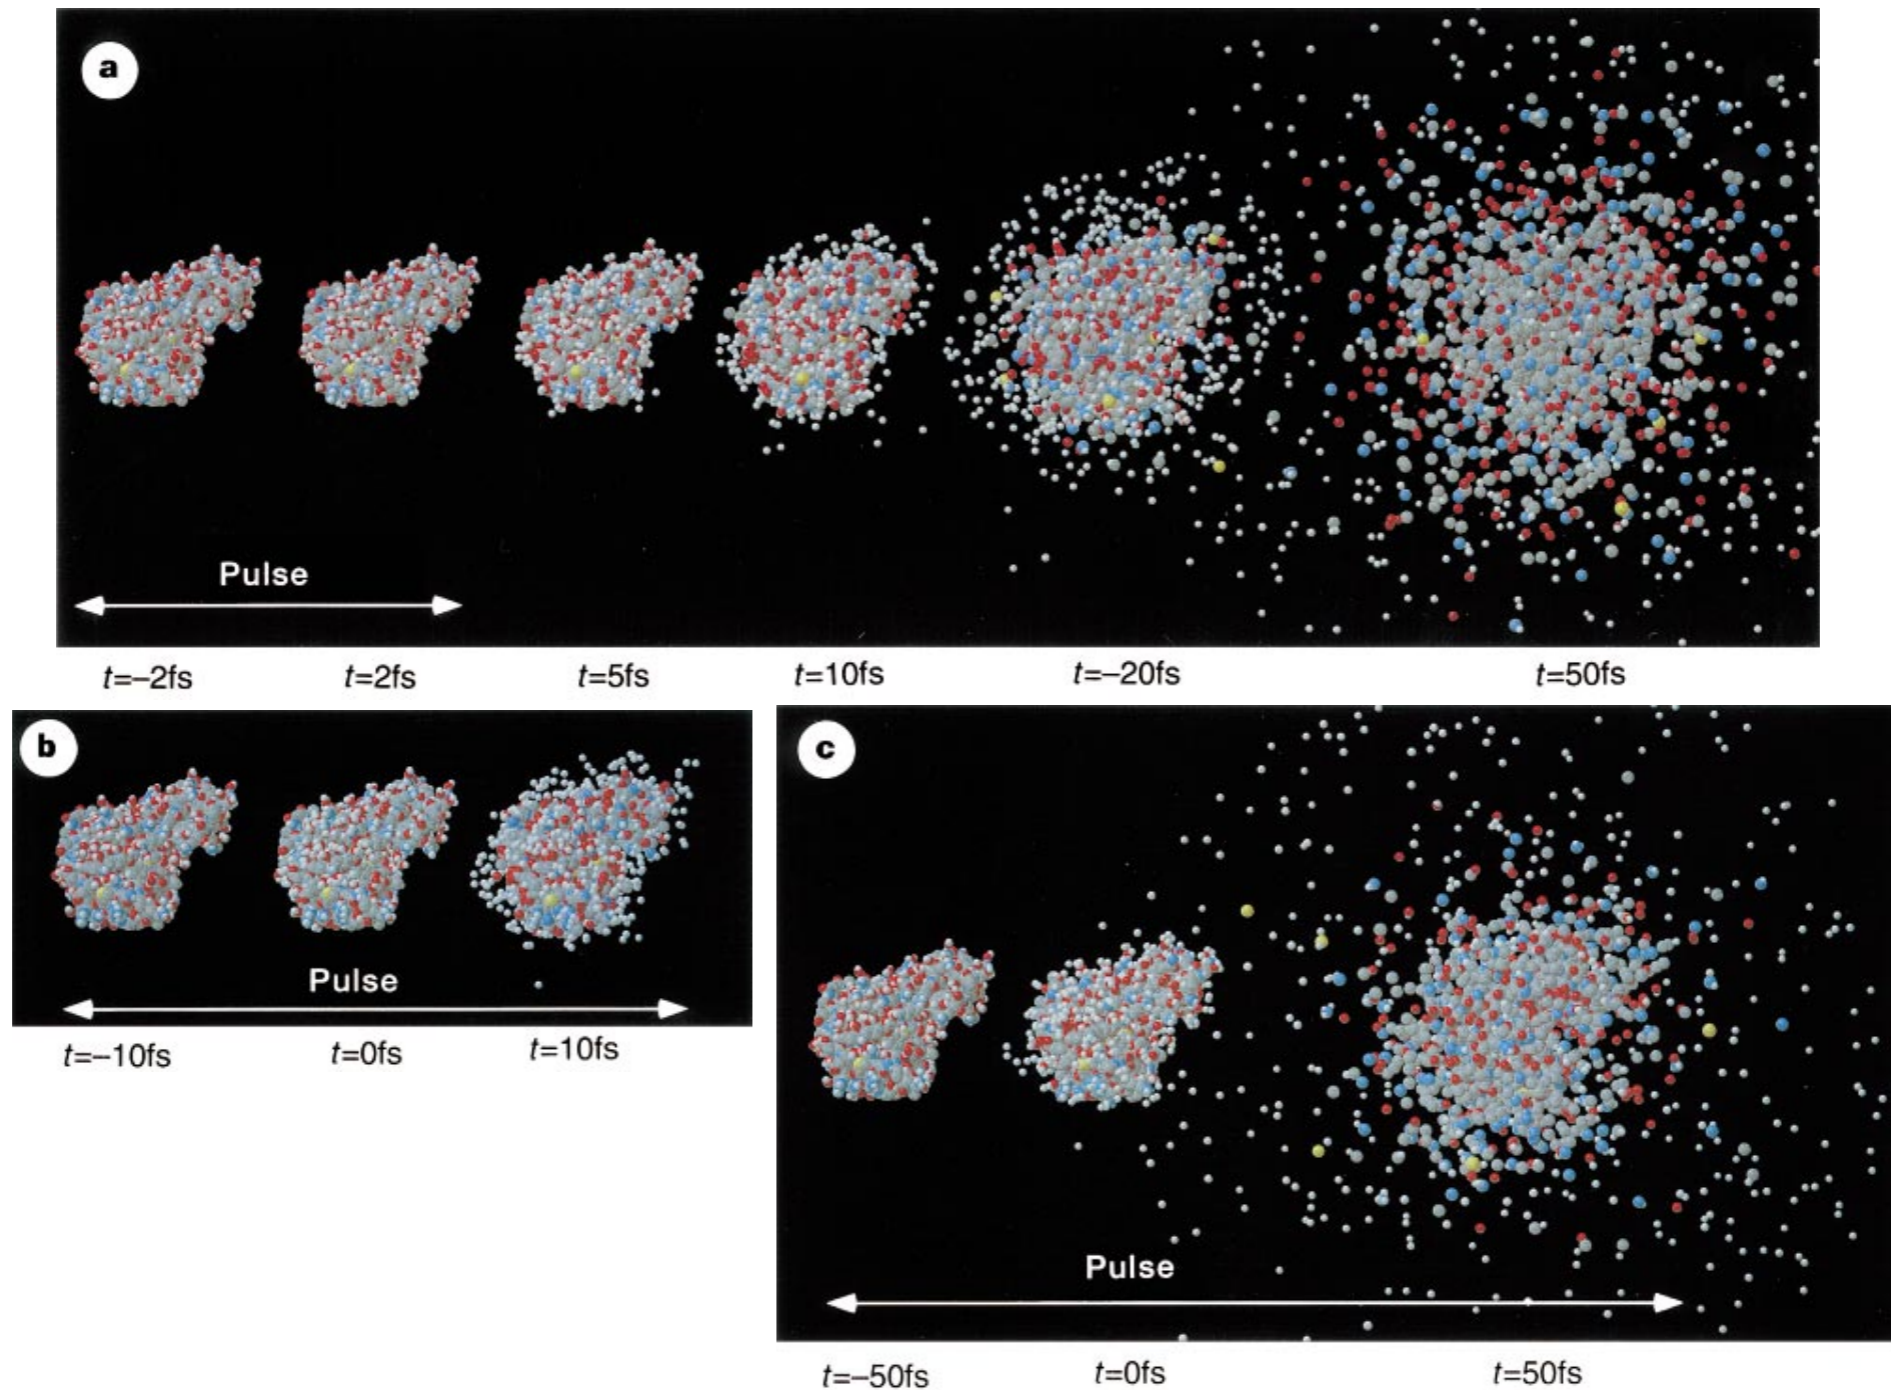 a
Pulse
t=–2fs t=2fs t=5fs t=10fs t=–20fs t=50fs
b
Pulse
t=–10fs t=0fs t=10fs
c
Pulse
t=–50fs t=0fs t=50fs